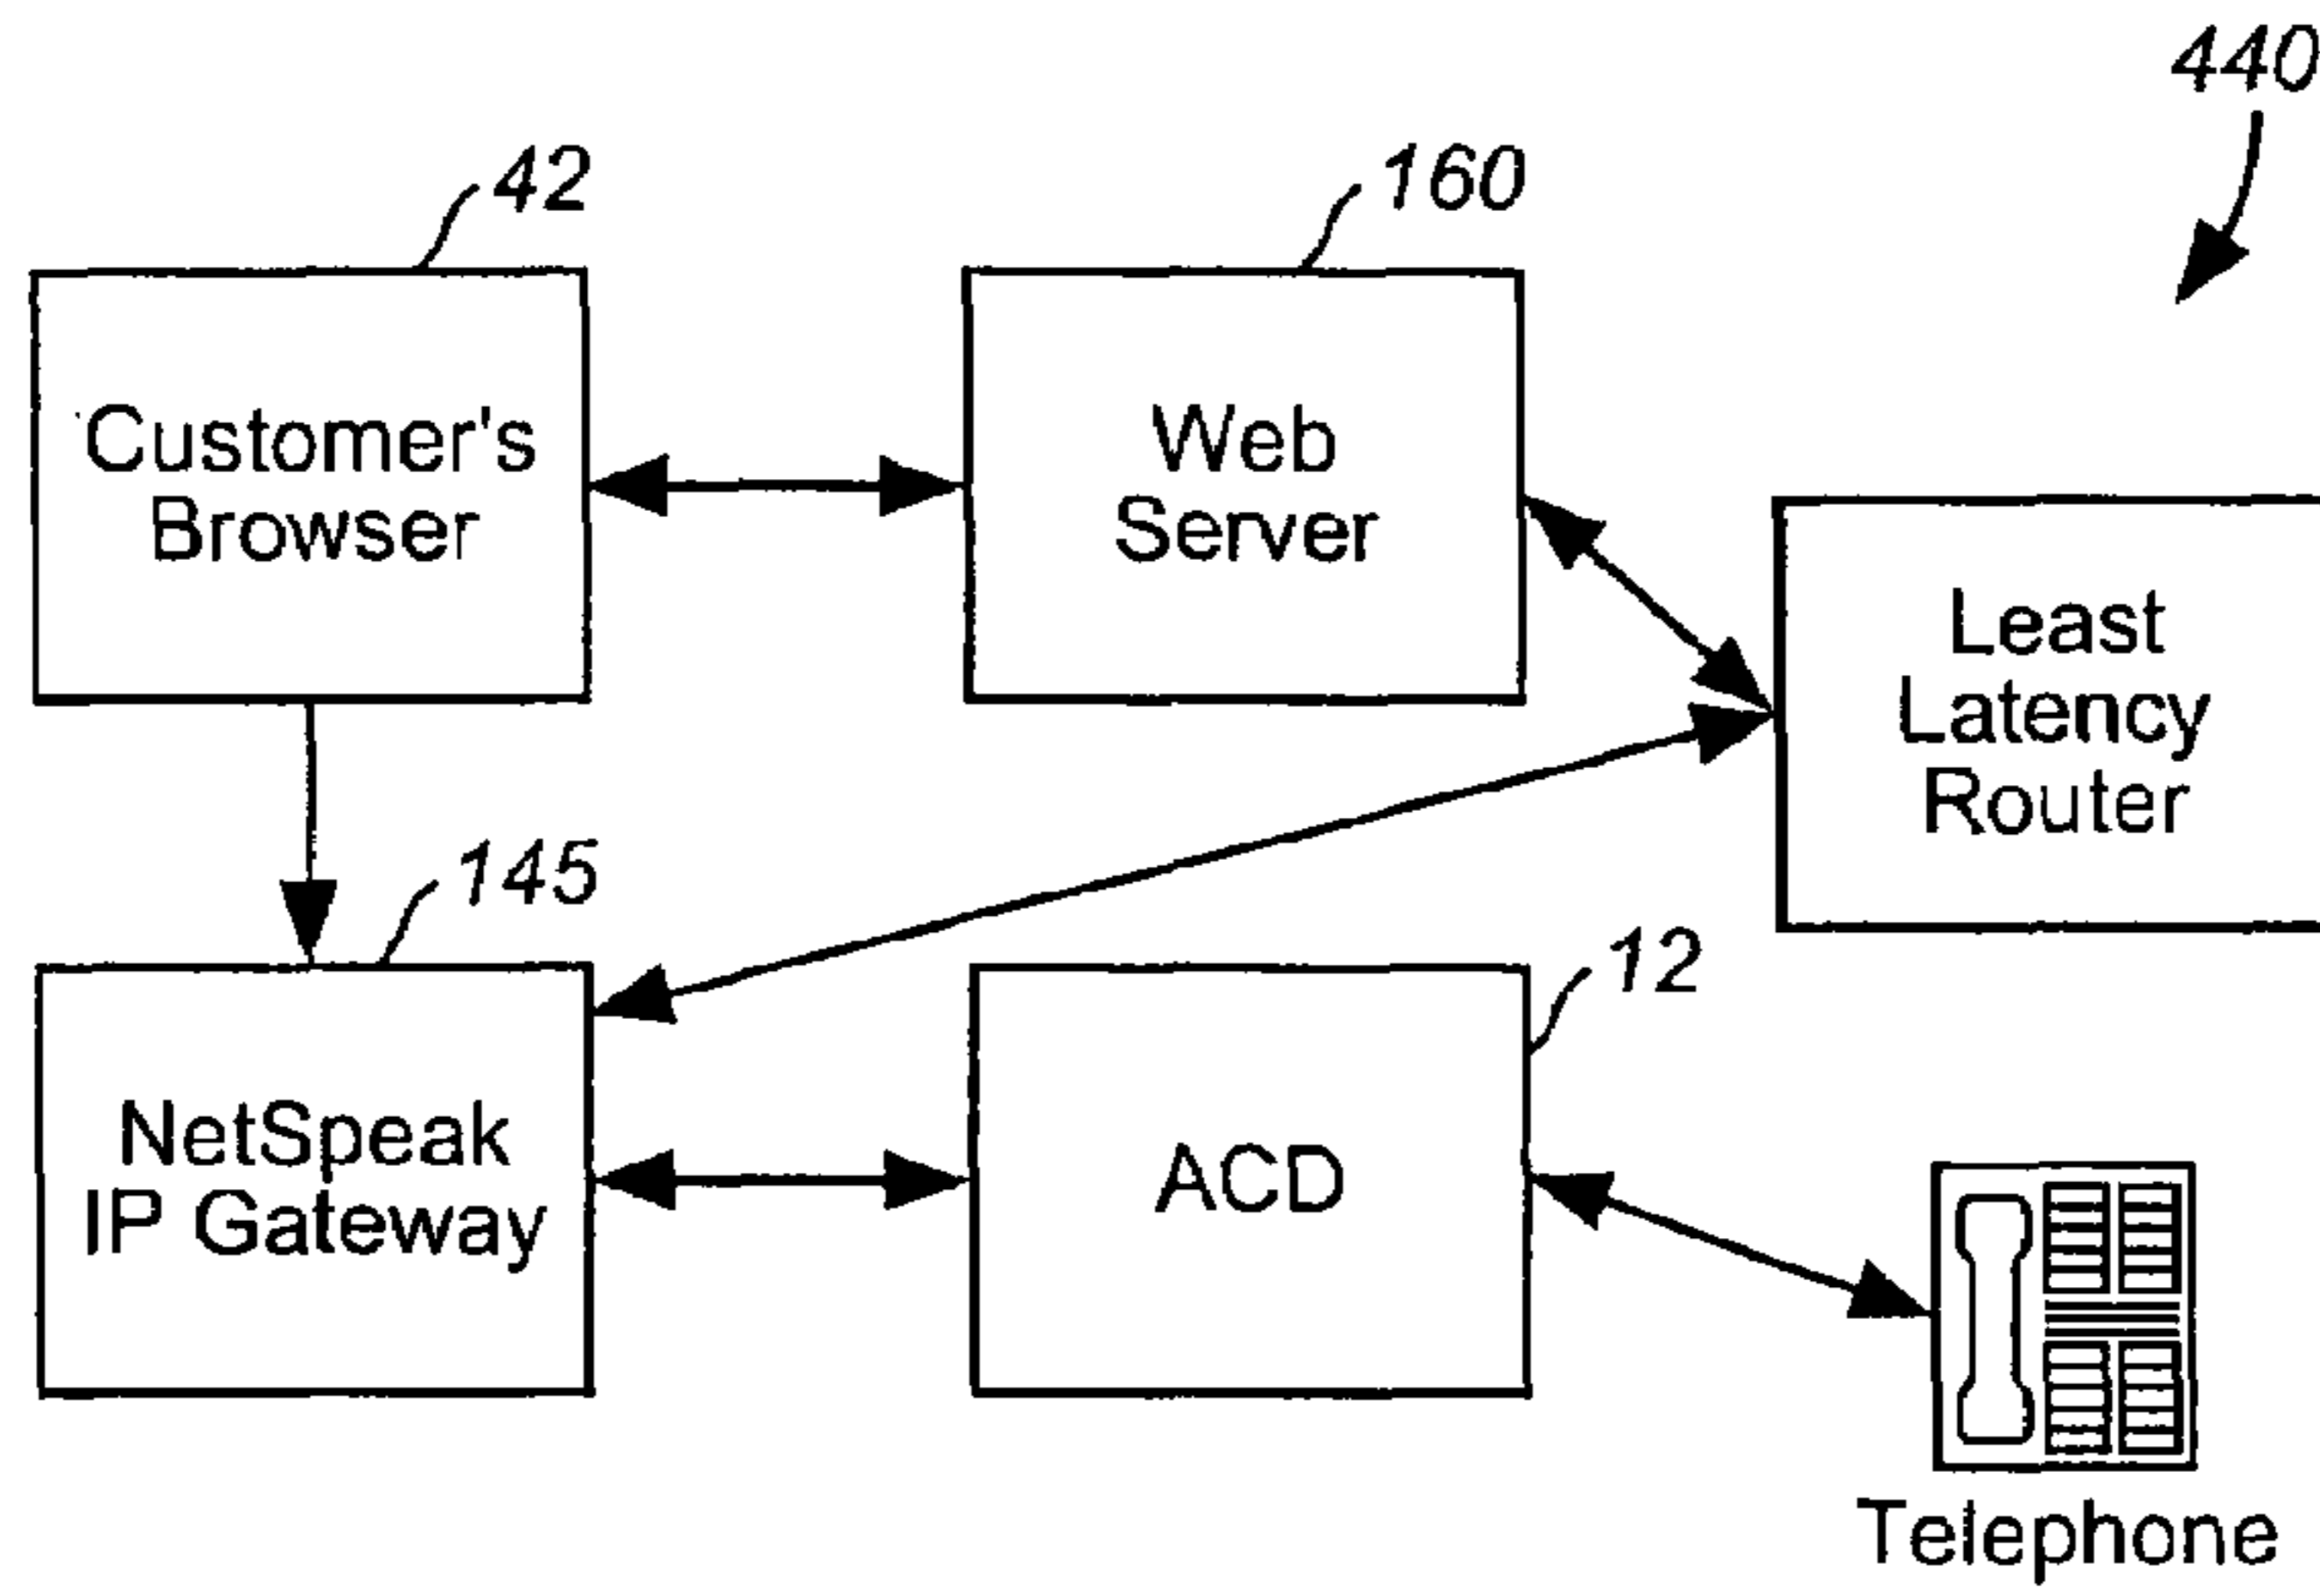 440
42
160
Customer's
Browser
Web
Server
Least
Latency
Router
145
12
NetSpeak
IP Gateway
ACD
Telephone